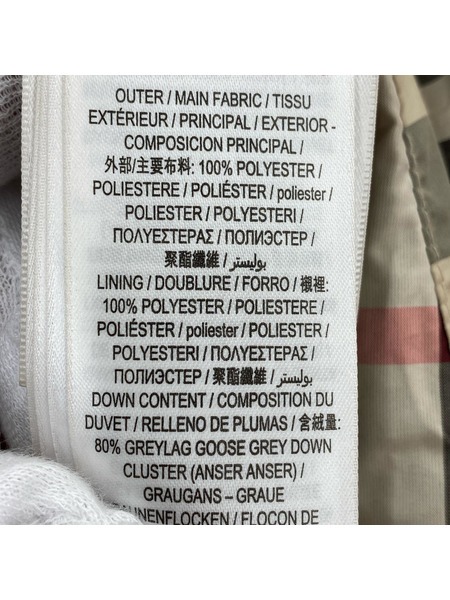 OUTER / MAIN FABRIC / TISSU
EXTÉRIEUR / PRINCIPAL / EXTERIOR -
COMPOSICION PRINCIPAL /
外部/主要布料: 100% POLYESTER /
POLIESTERE / POLIÉSTER / poliester /
POLIESTER / POLYESTERI /
ΠΟΛΥΕΣΤΕΡΑΣ / ПОЛИЭСТЕР /
聚酯纖維 / بوليستر /
LINING / DOUBLURE / FORRO / 襯裡:
100% POLYESTER / POLIESTERE /
POLIÉSTER / poliester / POLIESTER /
POLYESTERI / ΠΟΛΥΕΣΤΕΡΑΣ /
ПОЛИЭСТЕР / 聚酯纖維 / بوليستر /
DOWN CONTENT / COMPOSITION DU
DUVET / RELLENO DE PLUMAS / 含絨量:
80% GREYLAG GOOSE GREY DOWN
CLUSTER (ANSER ANSER) /
GRAUGANS – GRAUE
DAUNENFLOCKEN / FLOCON DE